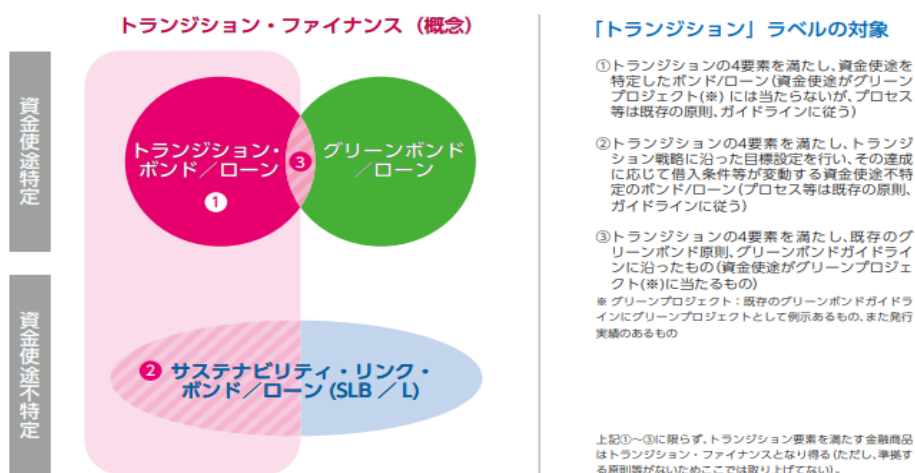 トランジション・ファイナンス（概念）
資金使途特定
トランジション・
ボンド／ローン
1
3
グリーンボンド
／ローン
資金使途不特定
2
サステナビリティ・リンク・
ボンド／ローン (SLB ／ L)
「トランジション」ラベルの対象
①トランジションの4要素を満たし、資金使途を
特定したボンド/ローン（資金使途がグリーン
プロジェクト(※) には当たらないが、プロセス
等は既存の原則、ガイドラインに従う）
②トランジションの4要素を満たし、トランジ
ション戦略に沿った目標設定を行い、その達成
に応じて借入条件等が変動する資金使途不特
定のボンド/ローン（プロセス等は既存の原則、
ガイドラインに従う）
③トランジションの4要素を満たし、既存のグ
リーンボンド原則、グリーンボンドガイドライ
ンに沿ったもの（資金使途がグリーンプロジェ
クト(※)に当たるもの）
※ グリーンプロジェクト：既存のグリーンボンドガイドラ
インにグリーンプロジェクトとして例示あるもの、また発行
実績のあるもの
上記①～③に限らず、トランジション要素を満たす金融商品
はトランジション・ファイナンスとなり得る（ただし、準拠す
る原則等がないためここでは取り上げてない）。